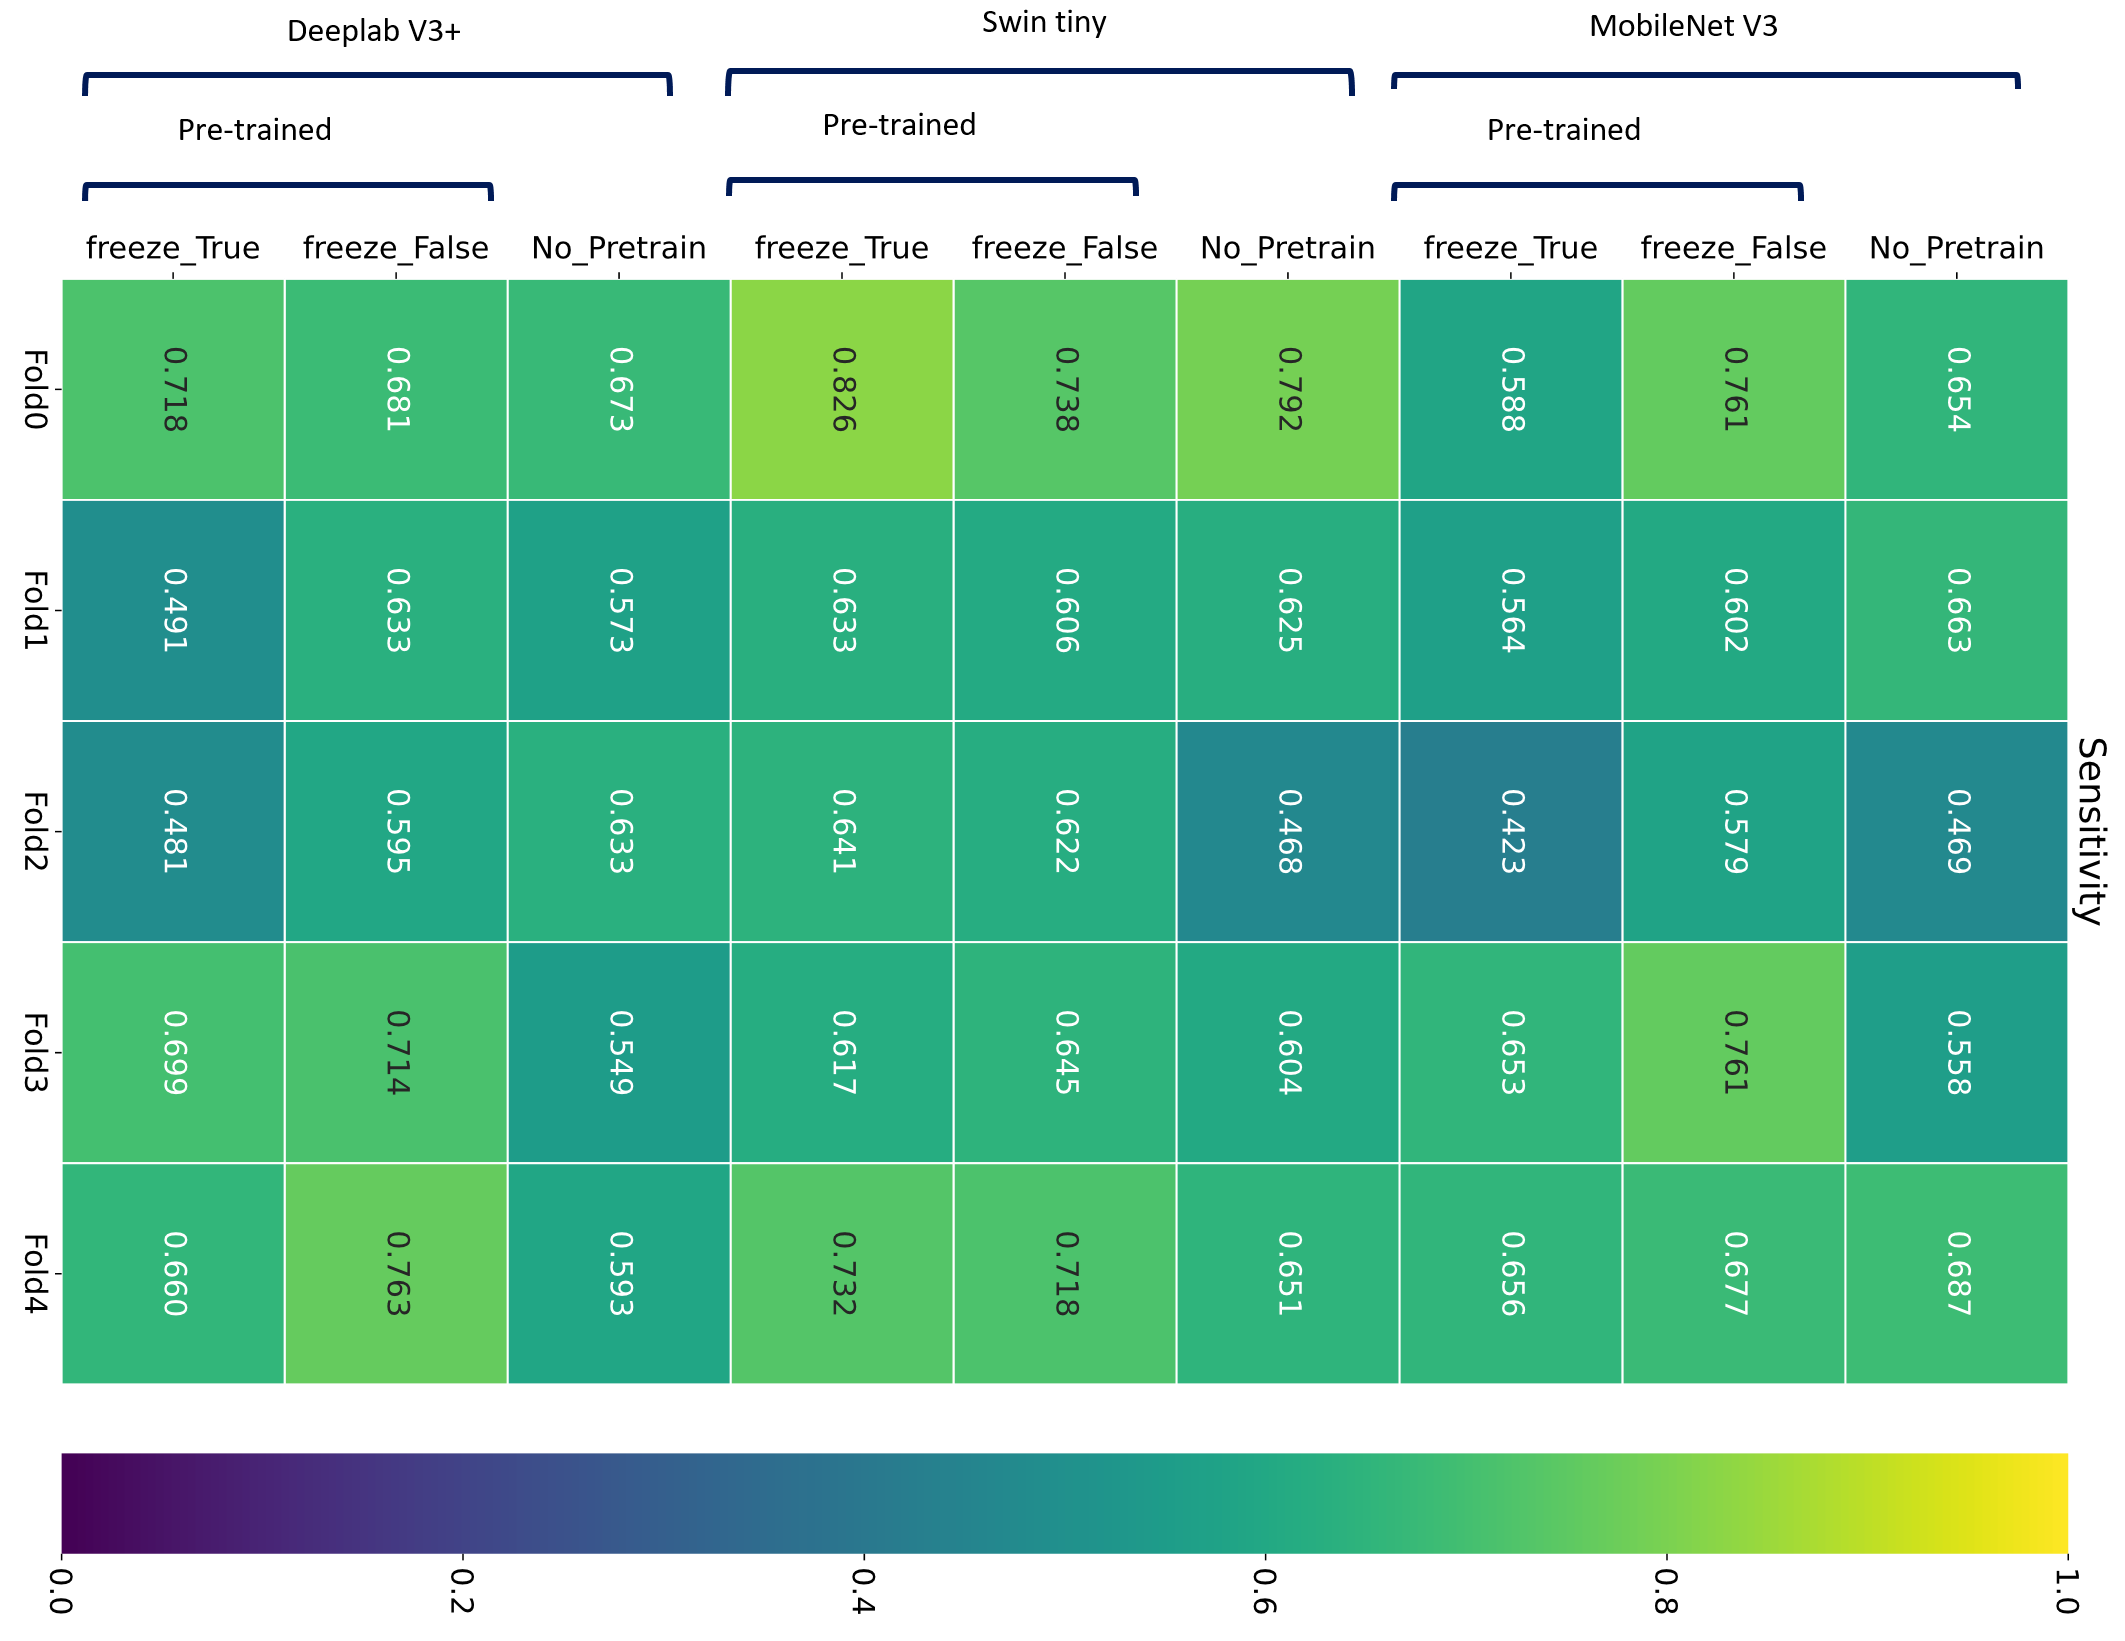 Deeplab V3+
Swin tiny
MobileNet V3
Pre-trained
Pre-trained
Pre-trained
freeze_True freeze_False No_Pretrain freeze_True freeze_False No_Pretrain freeze_True freeze_False No_Pretrain
Fold0 0.718 0.681 0.673 0.826 0.738 0.792 0.588 0.761 0.654
Fold1 0.491 0.633 0.573 0.633 0.606 0.625 0.564 0.602 0.663
Fold2 0.481 0.595 0.633 0.641 0.622 0.468 0.423 0.579 0.469
Fold3 0.699 0.714 0.549 0.617 0.645 0.604 0.653 0.761 0.558
Fold4 0.660 0.763 0.593 0.732 0.718 0.651 0.656 0.677 0.687
Sensitivity
0.0 0.2 0.4 0.6 0.8 1.0